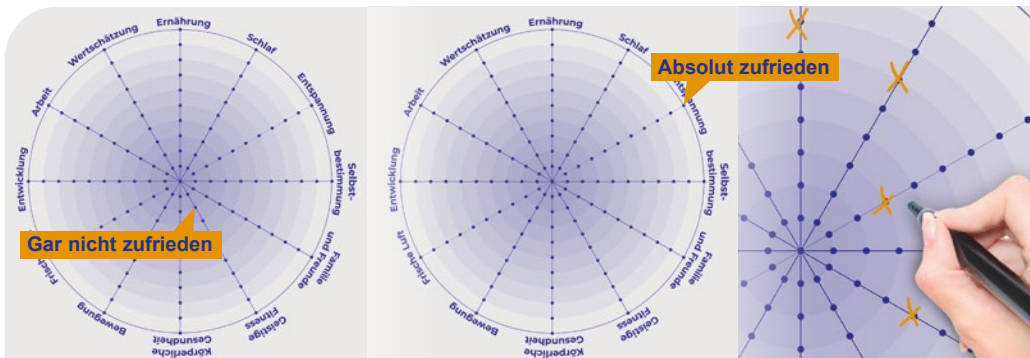 Ernährung
Schlaf
Entspannung
Selbst-
bestimmung
Familie
und Freunde
Geistige
Fitness
Körperliche
Gesundheit
Bewegung
Frisch
Entwicklung
Arbeit
Wertschätzung
Gar nicht zufrieden
Ernährung
Schlaf
Entspannung
Selbst-
bestimmung
Familie
und Freunde
Geistige
Fitness
Körperliche
Gesundheit
Bewegung
Frische Luft
Entwicklung
Arbeit
Wertschätzung
Absolut zufrieden